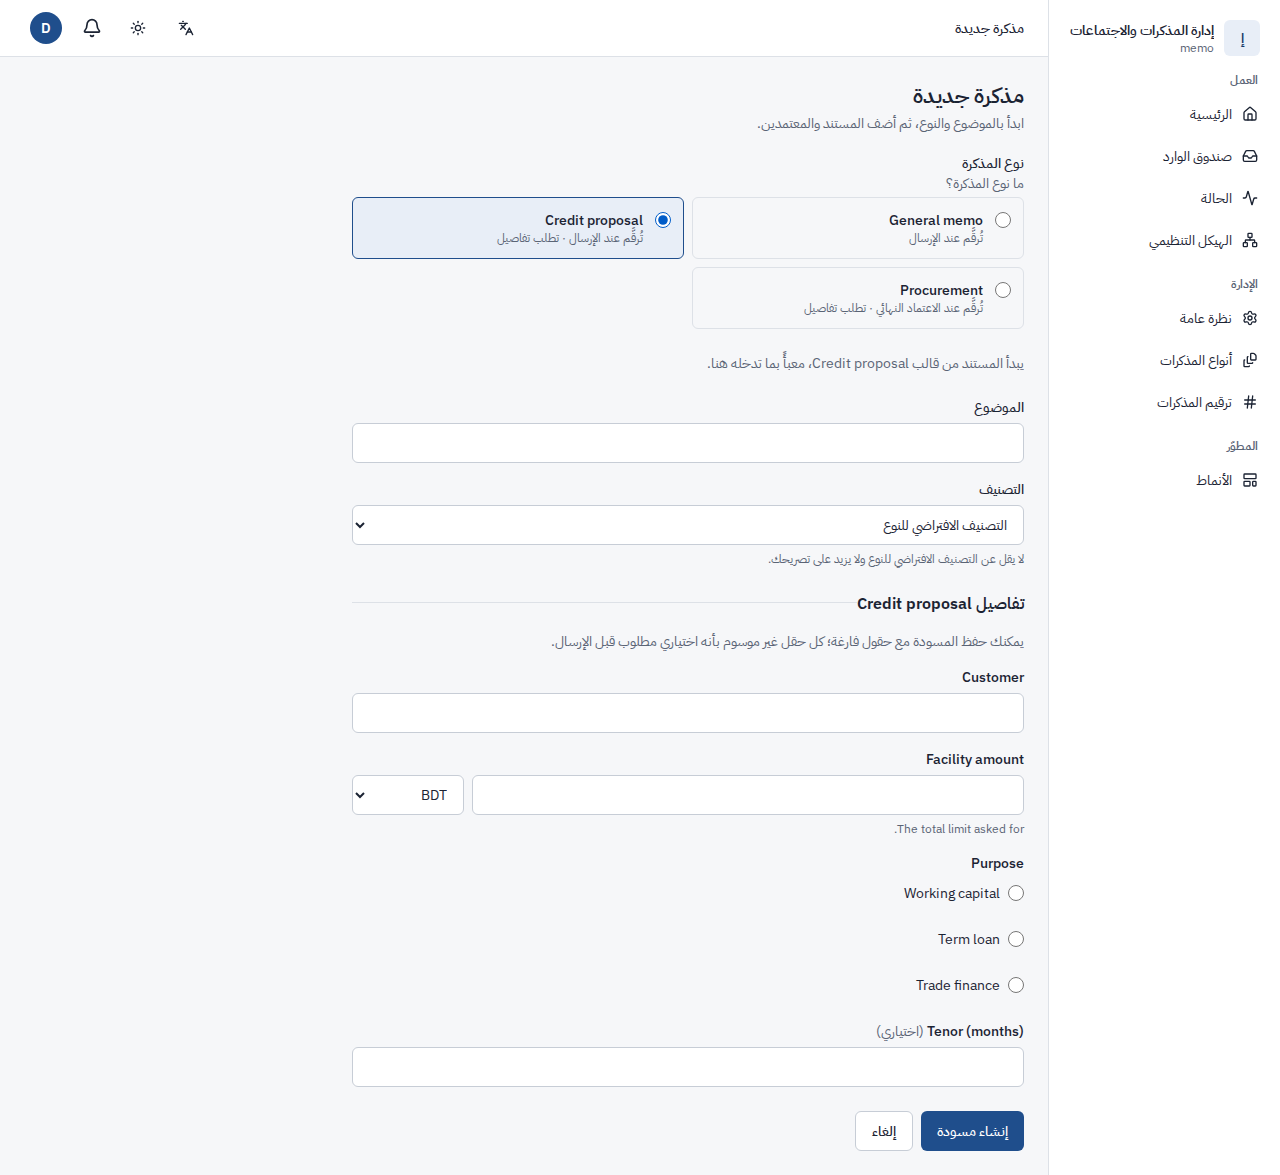 إدارة المذكرات والاجتماعات
memo
إ
العمل
الرئيسية
صندوق الوارد
الحالة
الهيكل التنظيمي
الإدارة
نظرة عامة
أنواع المذكرات
ترقيم المذكرات
المطوّر
الأنماط
مذكرة جديدة
D
مذكرة جديدة
ابدأ بالموضوع والنوع، ثم أضف المستند والمعتمدين.
نوع المذكرة
ما نوع المذكرة؟
General memo
تُرقَّم عند الإرسال
Credit proposal
تُرقَّم عند الإرسال · تطلب تفاصيل
Procurement
تُرقَّم عند الاعتماد النهائي · تطلب تفاصيل
يبدأ المستند من قالب Credit proposal، معبأً بما تدخله هنا.
الموضوع
التصنيف
التصنيف الافتراضي للنوع
لا يقل عن التصنيف الافتراضي للنوع ولا يزيد على تصريحك.
تفاصيل Credit proposal
يمكنك حفظ المسودة مع حقول فارغة؛ كل حقل غير موسوم بأنه اختياري مطلوب قبل الإرسال.
Customer
Facility amount
BDT
The total limit asked for.
Purpose
Working capital
Term loan
Trade finance
Tenor (months) (اختياري)
إنشاء مسودة
إلغاء